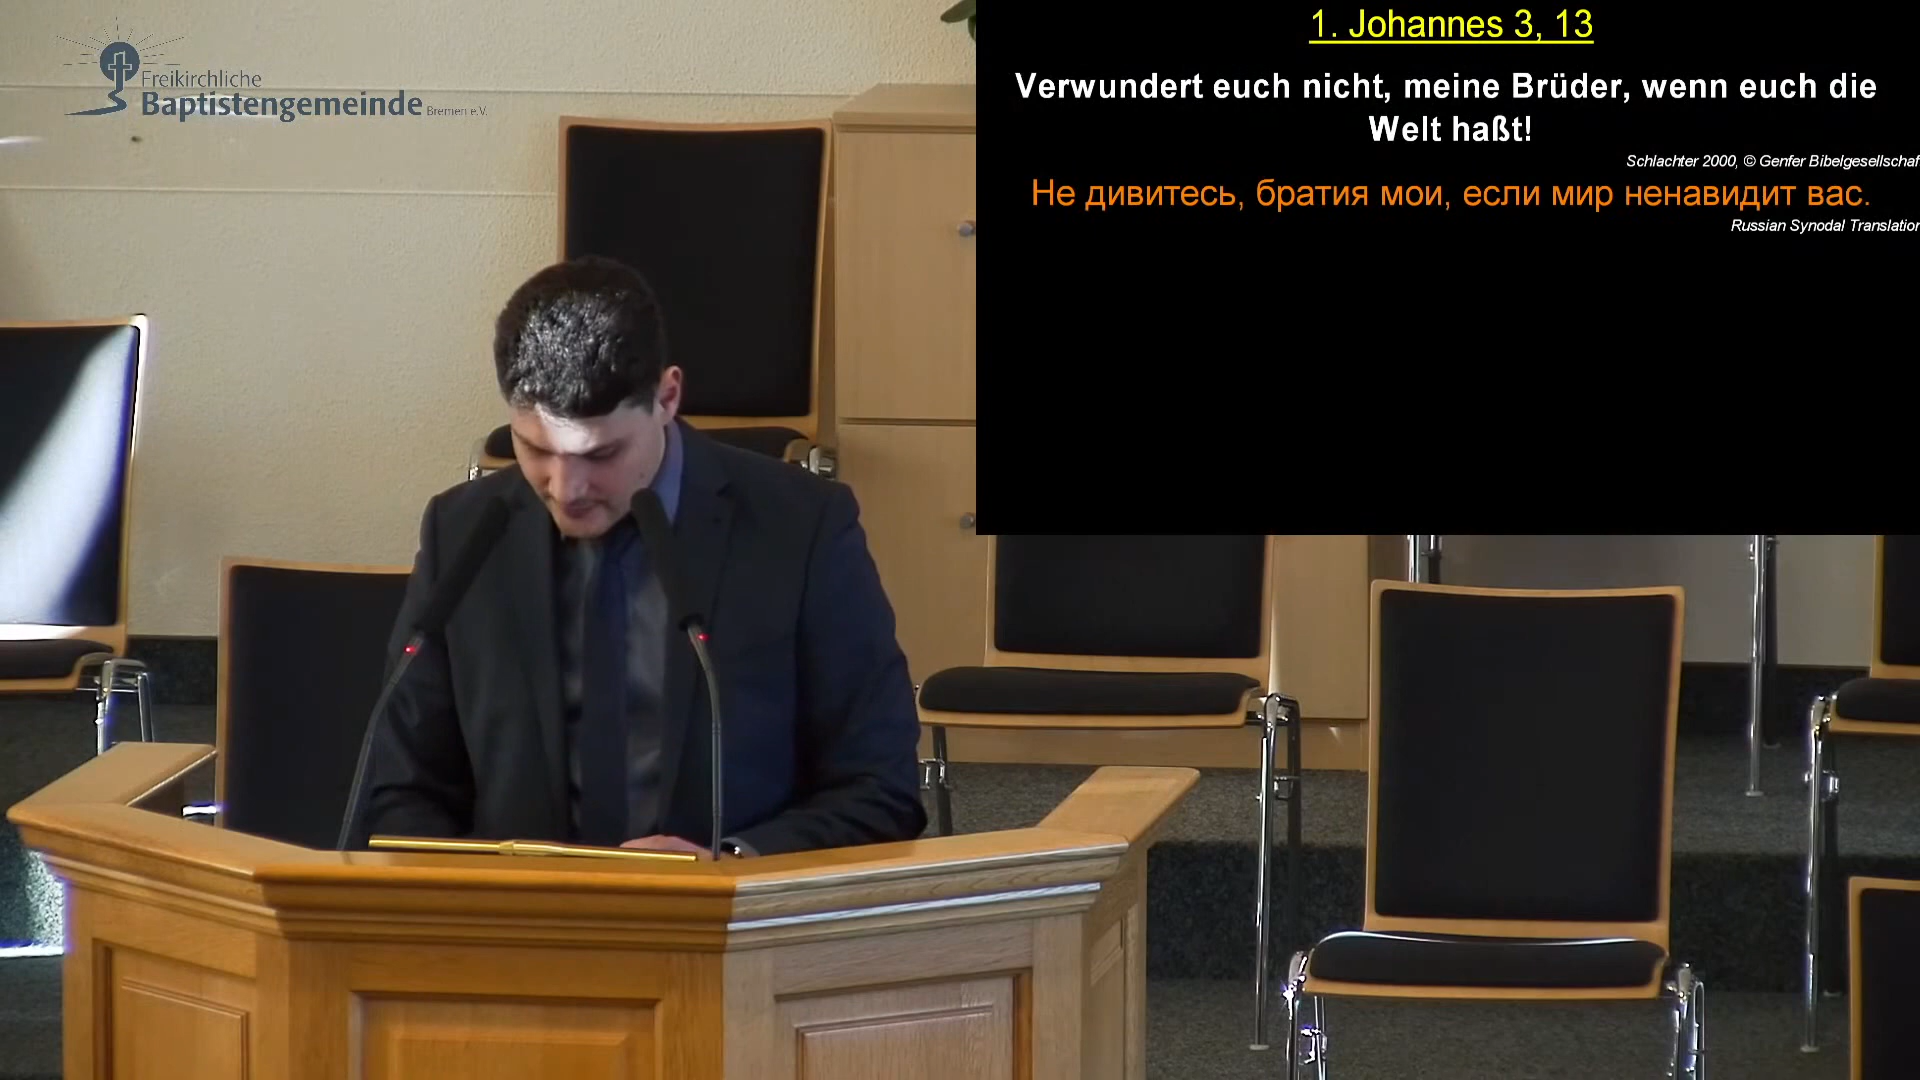 Freikirchliche
Baptistengemeinde Bremen e.V.
1. Johannes 3, 13
Verwundert euch nicht, meine Brüder, wenn euch die
Welt haßt!
Schlachter 2000, © Genfer Bibelgesellschaf
Не дивитесь, братия мои, если мир ненавидит вас.
Russian Synodal Translation